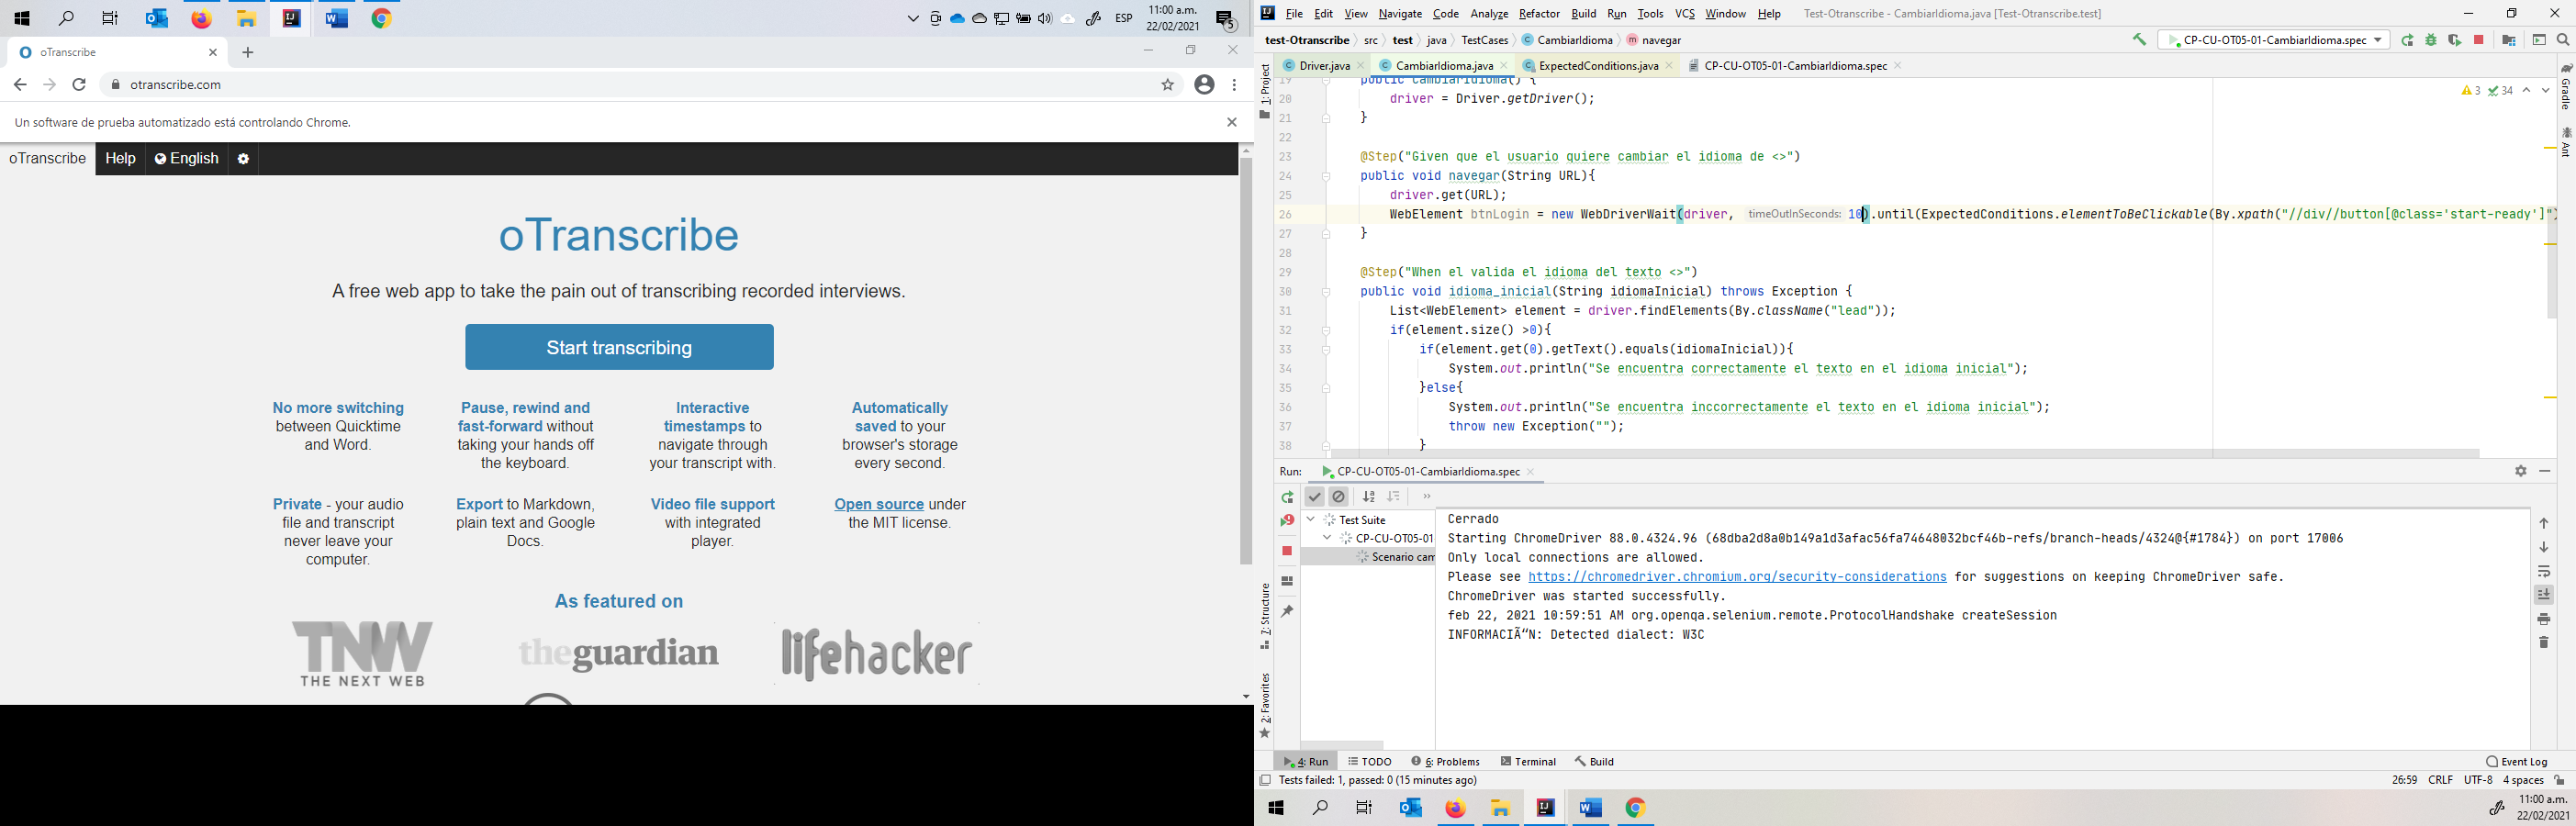 11:00 a.m.
ESP
22/02/2021
5
oTranscribe
otranscribe.com
Un software de prueba automatizado está controlando Chrome.
oTranscribe Help English
oTranscribe
A free web app to take the pain out of transcribing recorded interviews.
Start transcribing
No more switching
between Quicktime
and Word.
Pause, rewind and
fast-forward without
taking your hands off
the keyboard.
Interactive
timestamps to
navigate through
your transcript with.
Automatically
saved to your
browser's storage
every second.
Private - your audio
file and transcript
never leave your
computer.
Export to Markdown,
plain text and Google
Docs.
Video file support
with integrated
player.
Open source under
the MIT license.
As featured on
TNW
THE NEXT WEB
theguardian
lifehacker
File Edit View Navigate Code Analyze Refactor Build Run Tools VCS Window Help Test-Otranscribe - CambiarIdioma.java [Test-Otranscribe.test]
test-Otranscribe src test java TestCases CambiarIdioma navegar
CP-CU-OT05-01-CambiarIdioma.spec
Driver.java CambiarIdioma.java ExpectedConditions.java CP-CU-OT05-01-CambiarIdioma.spec
1: Project
Gradle
Ant
3 34
19 public CambiarIdioma() {
20 driver = Driver.getDriver();
21 }
22
23 @Step("Given que el usuario quiere cambiar el idioma de <>")
24 public void navegar(String URL){
25 driver.get(URL);
26 WebElement btnLogin = new WebDriverWait(driver, timeOutInSeconds: 10).until(ExpectedConditions.elementToBeClickable(By.xpath("//div//button[@class='start-ready']")
27 }
28
29 @Step("When el valida el idioma del texto <>")
30 public void idioma_inicial(String idiomaInicial) throws Exception {
31 List<WebElement> element = driver.findElements(By.className("lead"));
32 if(element.size() >0){
33 if(element.get(0).getText().equals(idiomaInicial)){
34 System.out.println("Se encuentra correctamente el texto en el idioma inicial");
35 }else{
36 System.out.println("Se encuentra inccorrectamente el texto en el idioma inicial");
37 throw new Exception("");
38 }
Run: CP-CU-OT05-01-CambiarIdioma.spec
Test Suite
CP-CU-OT05-01
Scenario cam
Cerrado
Starting ChromeDriver 88.0.4324.96 (68dba2d8a0b149a1d3afac56fa74648032bcf46b-refs/branch-heads/4324@{#1784}) on port 17006
Only local connections are allowed.
Please see https://chromedriver.chromium.org/security-considerations for suggestions on keeping ChromeDriver safe.
ChromeDriver was started successfully.
feb 22, 2021 10:59:51 AM org.openqa.selenium.remote.ProtocolHandshake createSession
INFORMACIÃ“N: Detected dialect: W3C
7: Structure
2: Favorites
4: Run TODO 6: Problems Terminal Build Event Log
Tests failed: 1, passed: 0 (15 minutes ago) 26:59 CRLF UTF-8 4 spaces
11:00 a.m.
22/02/2021